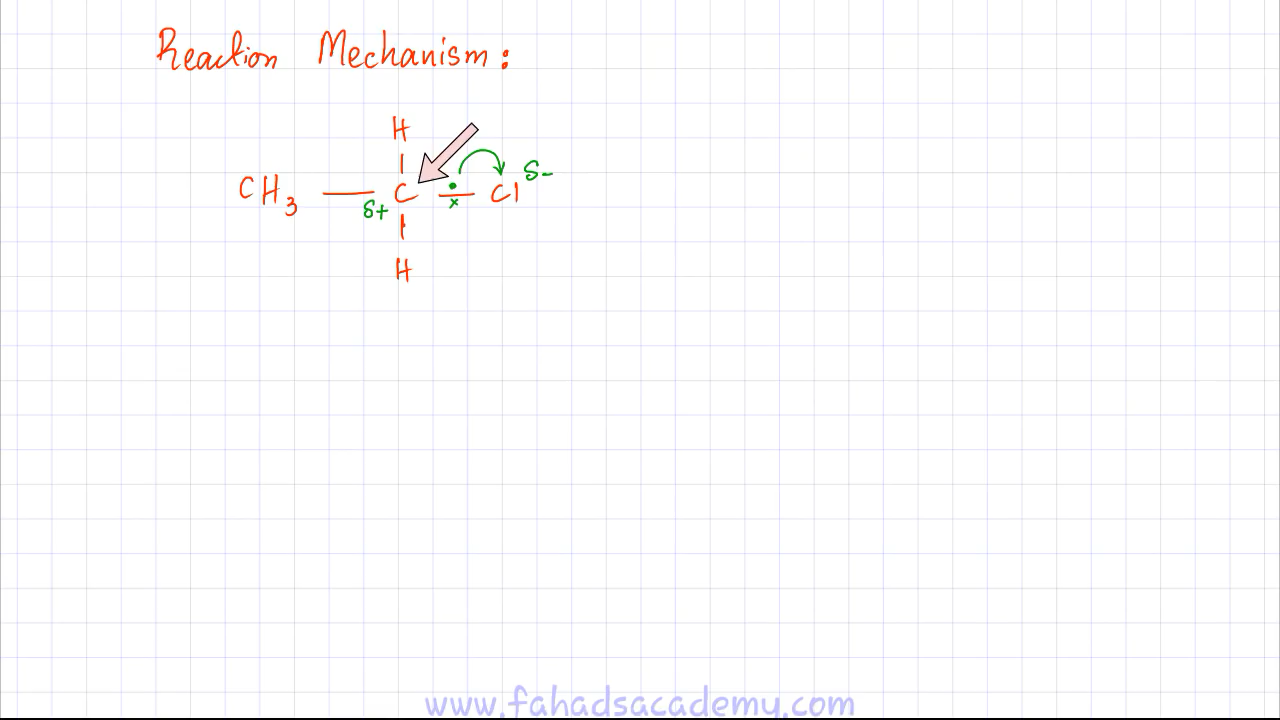 Reaction Mechanism:
H
CH3 — C — Cl δ-
δ+
H
www.fahadsacademy.com